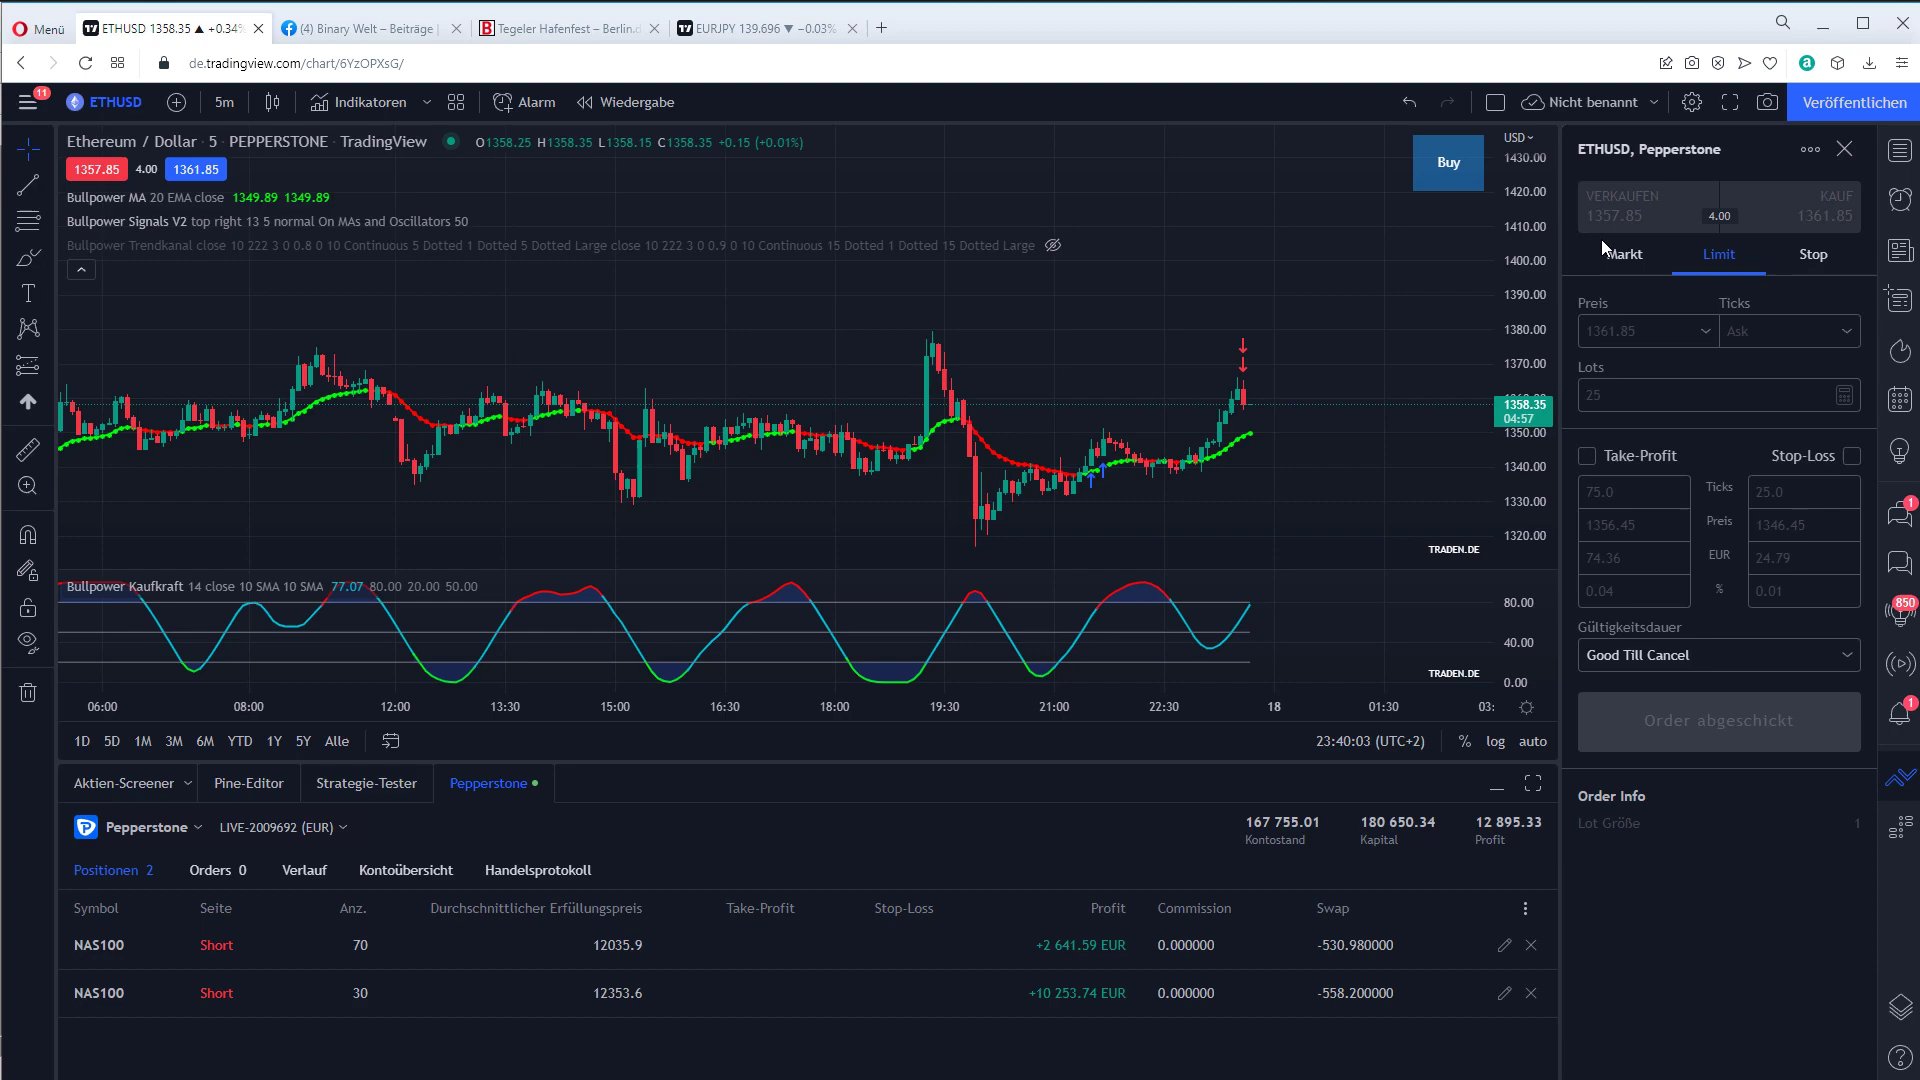 Menü
ETHUSD 1358.35 ▲ +0.34%
(4) Binary Welt – Beiträge
Tegeler Hafenfest – Berlin.d
EURJPY 139.696 ▼ −0.03%
de.tradingview.com/chart/6YzOPXsG/
11
ETHUSD
5m
Indikatoren
Alarm
Wiedergabe
Nicht benannt
Veröffentlichen
Ethereum / Dollar · 5 · PEPPERSTONE · TradingView
O1358.25 H1358.35 L1358.15 C1358.35 +0.15 (+0.01%)
1357.85
4.00
1361.85
Bullpower MA 20 EMA close 1349.89 1349.89
Bullpower Signals V2 top right 13 5 normal On MAs and Oscillators 50
Bullpower Trendkanal close 10 222 3 0 0.8 0 10 Continuous 5 Dotted 1 Dotted 5 Dotted Large close 10 222 3 0 0.9 0 10 Continuous 15 Dotted 1 Dotted 15 Dotted Large
Buy
USD
1430.00
1420.00
1410.00
1400.00
1390.00
1380.00
1370.00
1358.35
04:57
1350.00
1340.00
1330.00
1320.00
TRADEN.DE
Bullpower Kaufkraft 14 close 10 SMA 10 SMA 77.07 80.00 20.00 50.00
80.00
40.00
0.00
TRADEN.DE
06:00
08:00
12:00
13:30
15:00
16:30
18:00
19:30
21:00
22:30
18
01:30
03:
1D 5D 1M 3M 6M YTD 1Y 5Y Alle
23:40:03 (UTC+2)
% log auto
ETHUSD, Pepperstone
VERKAUFEN
1357.85
4.00
KAUF
1361.85
Markt
Limit
Stop
Preis
Ticks
1361.85
Ask
Lots
25
Take-Profit
Stop-Loss
75.0
Ticks
25.0
1356.45
Preis
1346.45
74.36
EUR
24.79
0.04
%
0.01
Gültigkeitsdauer
Good Till Cancel
Order abgeschickt
Order Info
Lot Größe
1
1
850
1
Aktien-Screener
Pine-Editor
Strategie-Tester
Pepperstone
Pepperstone
LIVE-2009692 (EUR)
167 755.01
Kontostand
180 650.34
Kapital
12 895.33
Profit
Positionen 2
Orders 0
Verlauf
Kontoübersicht
Handelsprotokoll
Symbol
Seite
Anz.
Durchschnittlicher Erfüllungspreis
Take-Profit
Stop-Loss
Profit
Commission
Swap
NAS100 Short 70 12035.9 +2 641.59 EUR 0.000000 -530.980000
NAS100 Short 30 12353.6 +10 253.74 EUR 0.000000 -558.200000